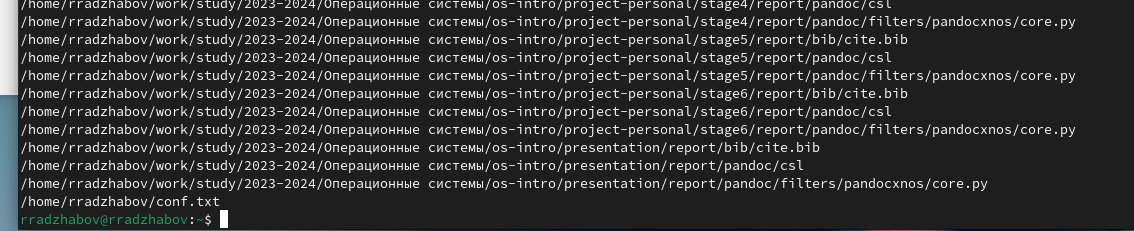 /home/rradzhabov/work/study/2023-2024/Операционные системы/os-intro/project-personal/stage4/report/pandoc/csl
/home/rradzhabov/work/study/2023-2024/Операционные системы/os-intro/project-personal/stage4/report/pandoc/filters/pandocxnos/core.py
/home/rradzhabov/work/study/2023-2024/Операционные системы/os-intro/project-personal/stage5/report/bib/cite.bib
/home/rradzhabov/work/study/2023-2024/Операционные системы/os-intro/project-personal/stage5/report/pandoc/csl
/home/rradzhabov/work/study/2023-2024/Операционные системы/os-intro/project-personal/stage5/report/pandoc/filters/pandocxnos/core.py
/home/rradzhabov/work/study/2023-2024/Операционные системы/os-intro/project-personal/stage6/report/bib/cite.bib
/home/rradzhabov/work/study/2023-2024/Операционные системы/os-intro/project-personal/stage6/report/pandoc/csl
/home/rradzhabov/work/study/2023-2024/Операционные системы/os-intro/project-personal/stage6/report/pandoc/filters/pandocxnos/core.py
/home/rradzhabov/work/study/2023-2024/Операционные системы/os-intro/presentation/report/bib/cite.bib
/home/rradzhabov/work/study/2023-2024/Операционные системы/os-intro/presentation/report/pandoc/csl
/home/rradzhabov/work/study/2023-2024/Операционные системы/os-intro/presentation/report/pandoc/filters/pandocxnos/core.py
/home/rradzhabov/conf.txt
rradzhabov@rradzhabov:~$